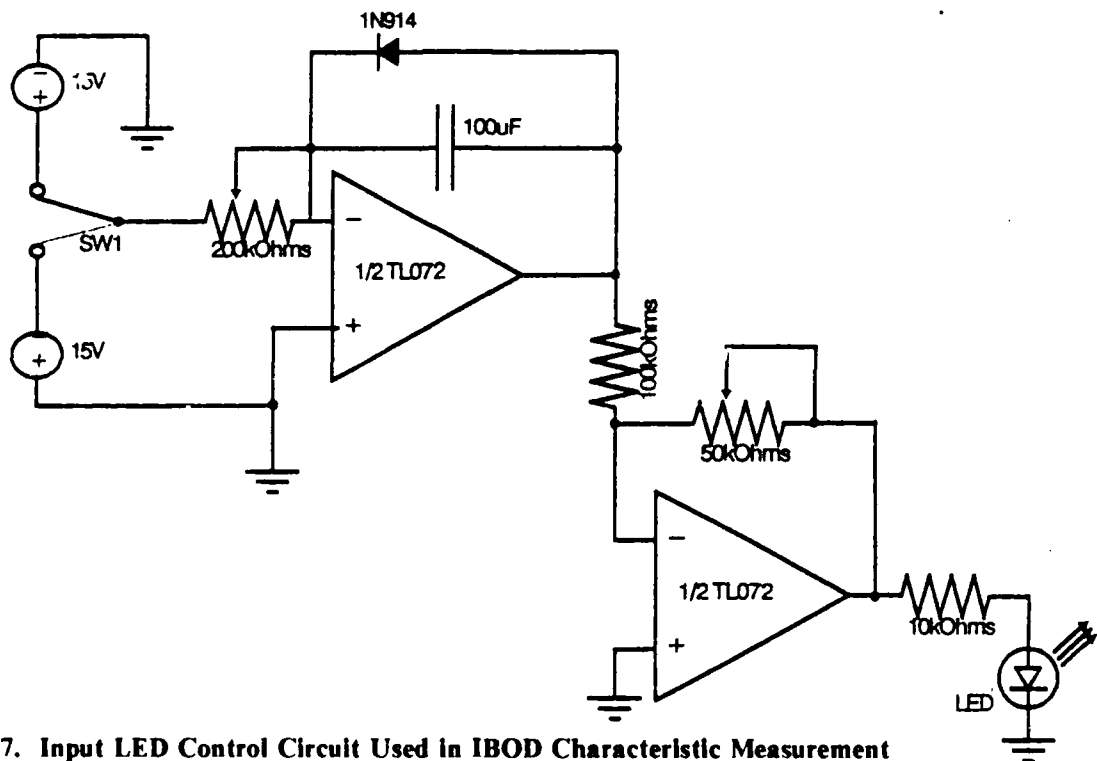 1N914
15V
100uF
SW1
200kOhms
1/2 TL072
15V
100kOhms
50kOhms
1/2 TL072
10kOhms
LED
7. Input LED Control Circuit Used in IBOD Characteristic Measurement